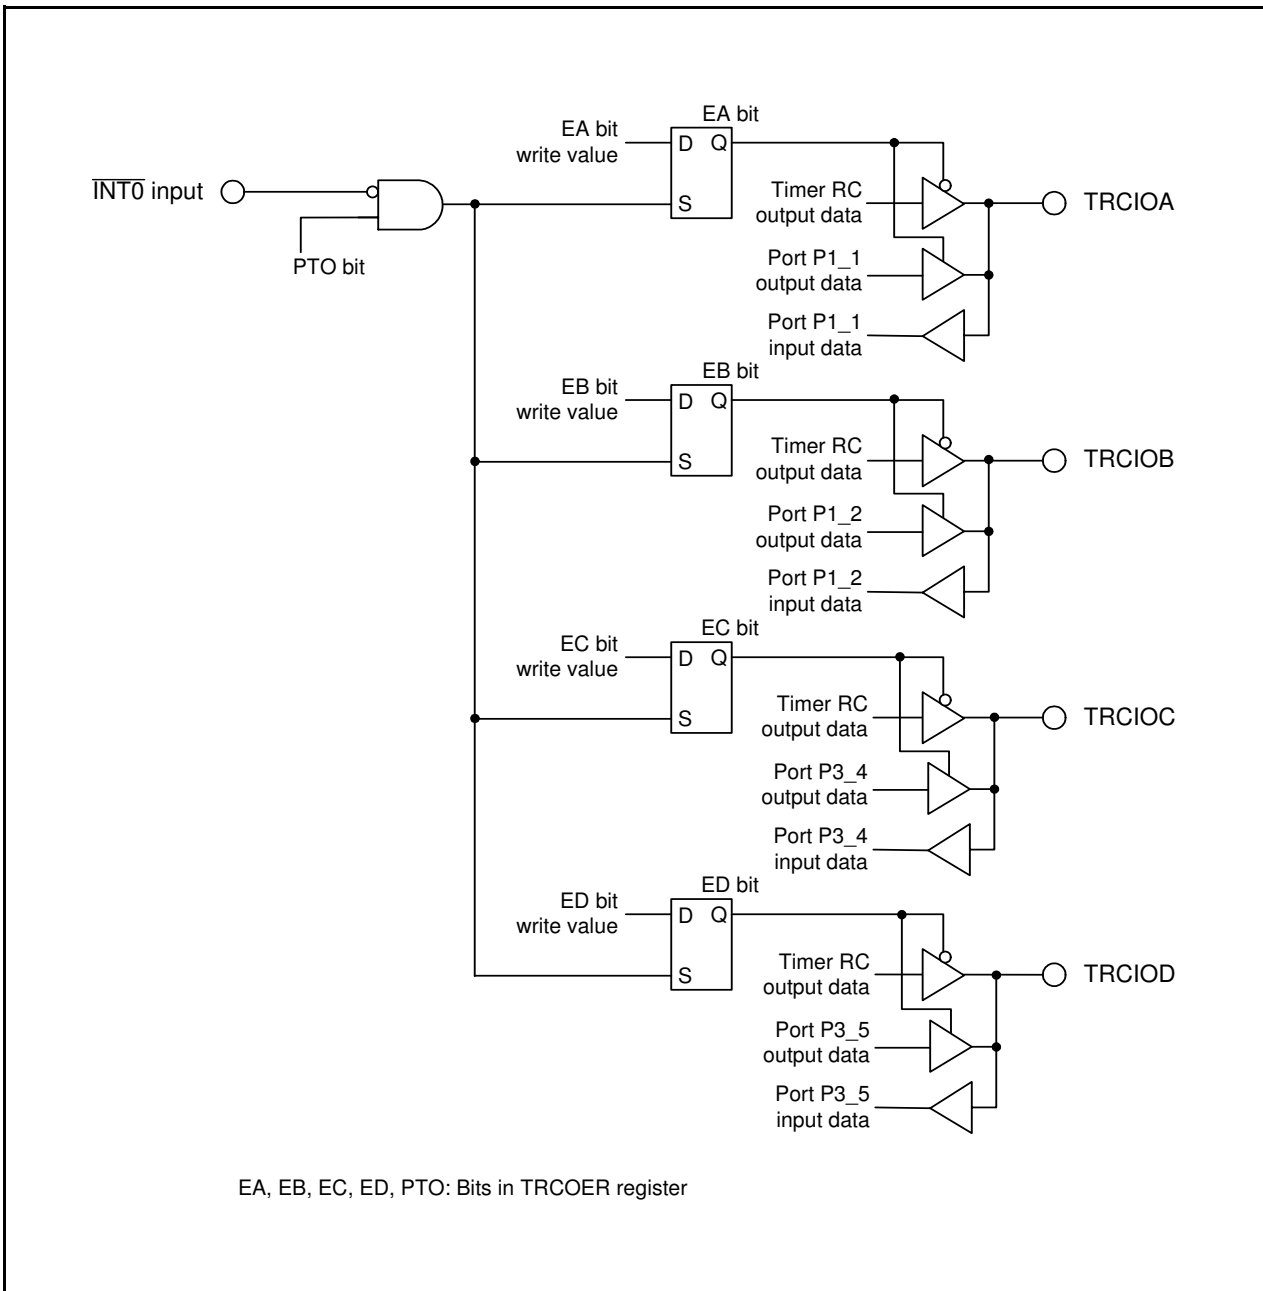 EA bit
EA bit
write value
D Q
S
INT0 input
PTO bit
Timer RC
output data
TRCIOA
Port P1_1
output data
Port P1_1
input data
EB bit
EB bit
write value
D Q
S
Timer RC
output data
TRCIOB
Port P1_2
output data
Port P1_2
input data
EC bit
EC bit
write value
D Q
S
Timer RC
output data
TRCIOC
Port P3_4
output data
Port P3_4
input data
ED bit
ED bit
write value
D Q
S
Timer RC
output data
TRCIOD
Port P3_5
output data
Port P3_5
input data
EA, EB, EC, ED, PTO: Bits in TRCOER register